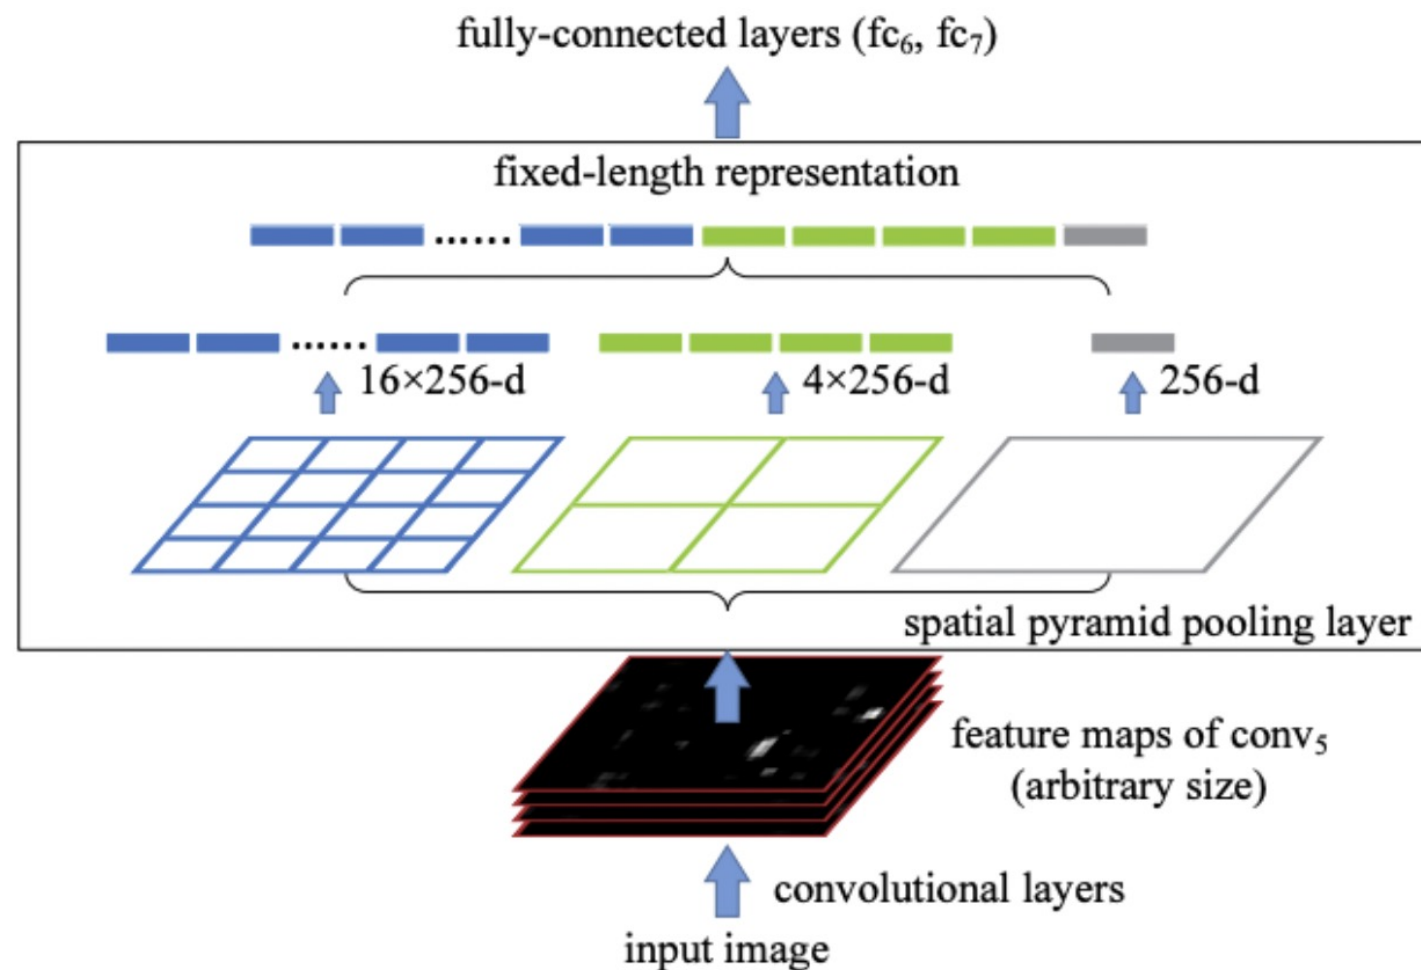 fully-connected layers (fc₆, fc₇)
fixed-length representation
......
......
16×256-d
4×256-d
256-d
spatial pyramid pooling layer
feature maps of conv₅
(arbitrary size)
convolutional layers
input image